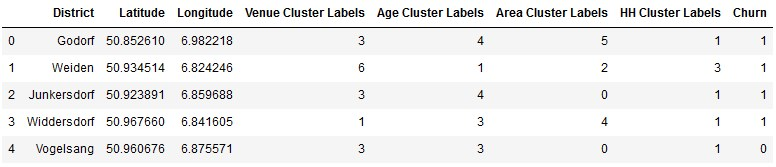 District Latitude Longitude Venue Cluster Labels Age Cluster Labels Area Cluster Labels HH Cluster Labels Churn
0 Godorf 50.852610 6.982218 3 4 5 1 1
1 Weiden 50.934514 6.824246 6 1 2 3 1
2 Junkersdorf 50.923891 6.859688 3 4 0 1 1
3 Widdersdorf 50.967660 6.841605 1 3 4 1 1
4 Vogelsang 50.960676 6.875571 3 3 0 1 0